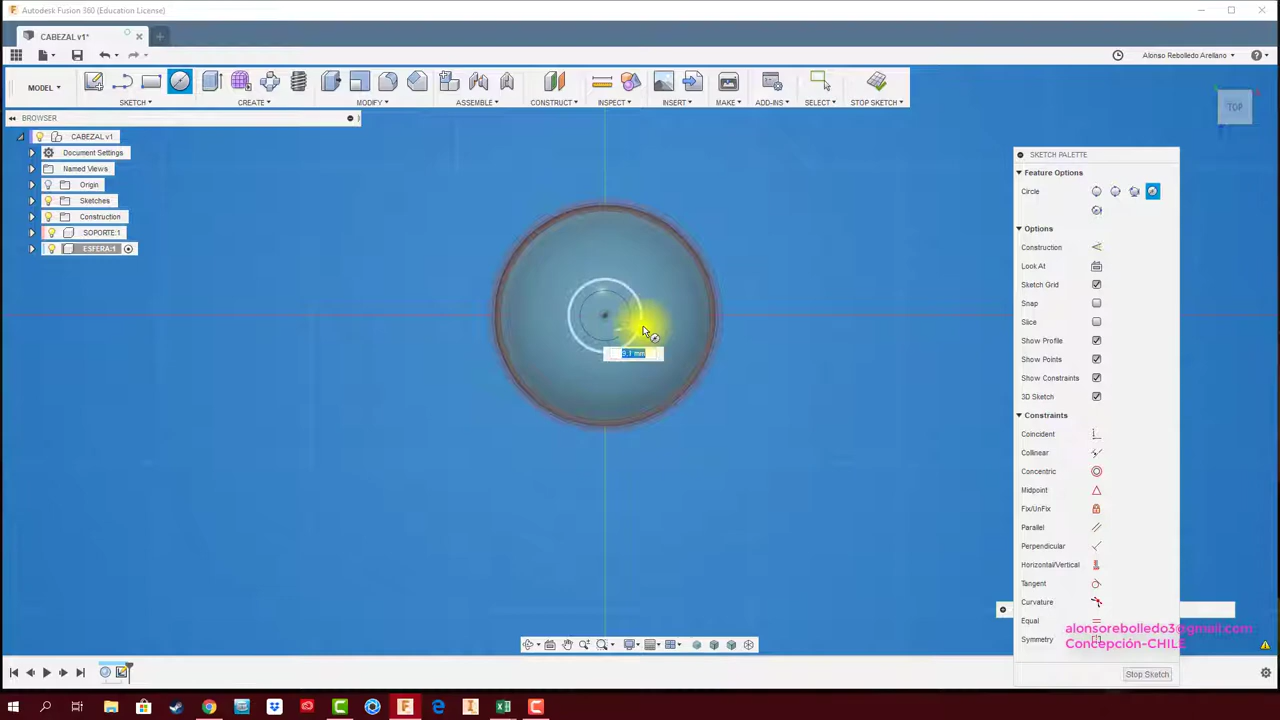 Autodesk Fusion 360 (Education License)
CABEZAL v1*
Alonso Rebolledo Arellano
MODEL
SKETCH
CREATE
MODIFY
ASSEMBLE
CONSTRUCT
INSPECT
INSERT
MAKE
ADD-INS
SELECT
STOP SKETCH
BROWSER
CABEZAL v1
Document Settings
Named Views
Origin
Sketches
Construction
SOPORTE:1
ESFERA:1
TOP
9.1 mm
SKETCH PALETTE
Feature Options
Circle
Options
Construction
Look At
Sketch Grid
Snap
Slice
Show Profile
Show Points
Show Constraints
3D Sketch
Constraints
Coincident
Collinear
Concentric
Midpoint
Fix/UnFix
Parallel
Perpendicular
Horizontal/Vertical
Tangent
Curvature
Equal
Symmetry
alonsorebolledo3@gmail.com
Concepción-CHILE
Stop Sketch